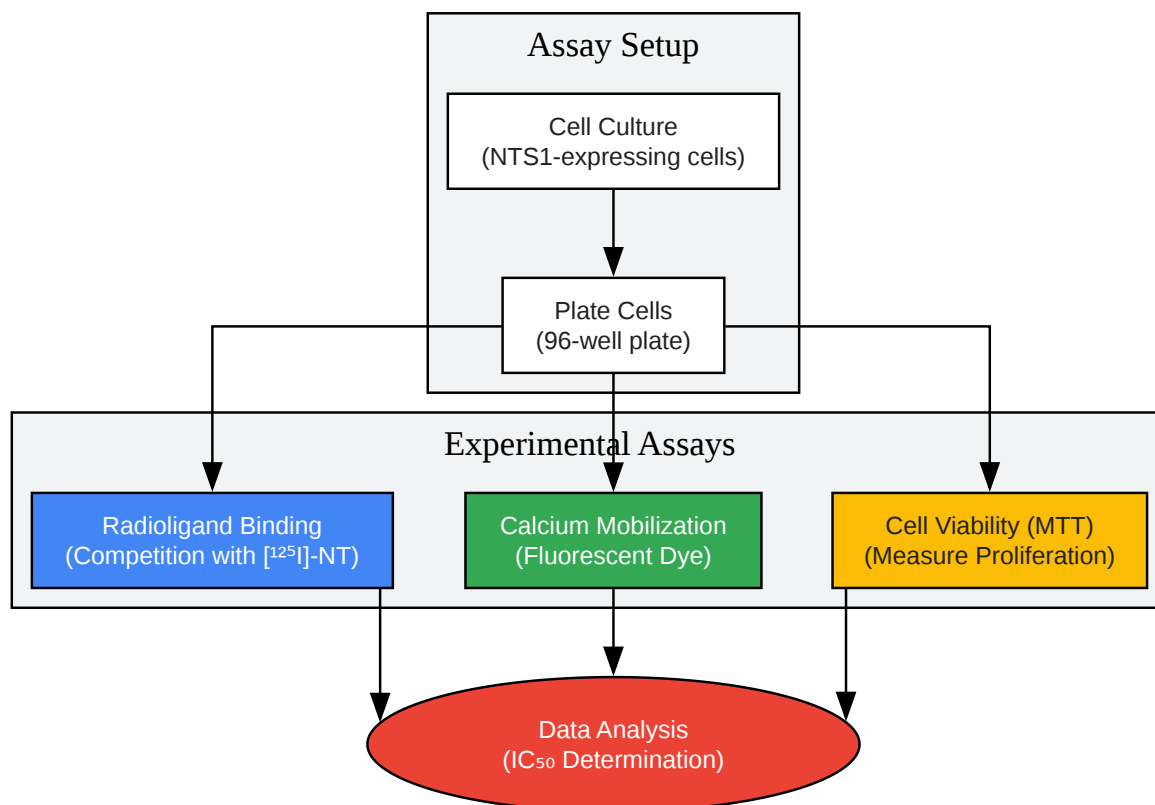 Assay Setup
Cell Culture
(NTS1-expressing cells)
Plate Cells
(96-well plate)
Experimental Assays
Radioligand Binding
(Competition with [¹²⁵I]-NT)
Calcium Mobilization
(Fluorescent Dye)
Cell Viability (MTT)
(Measure Proliferation)
Data Analysis
(IC₅₀ Determination)